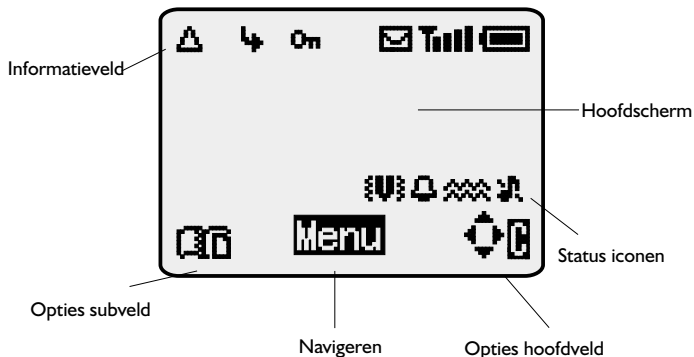 Informatieveld
Hoofdscherm
Menu
Status iconen
Opties subveld
Navigeren
Opties hoofdveld